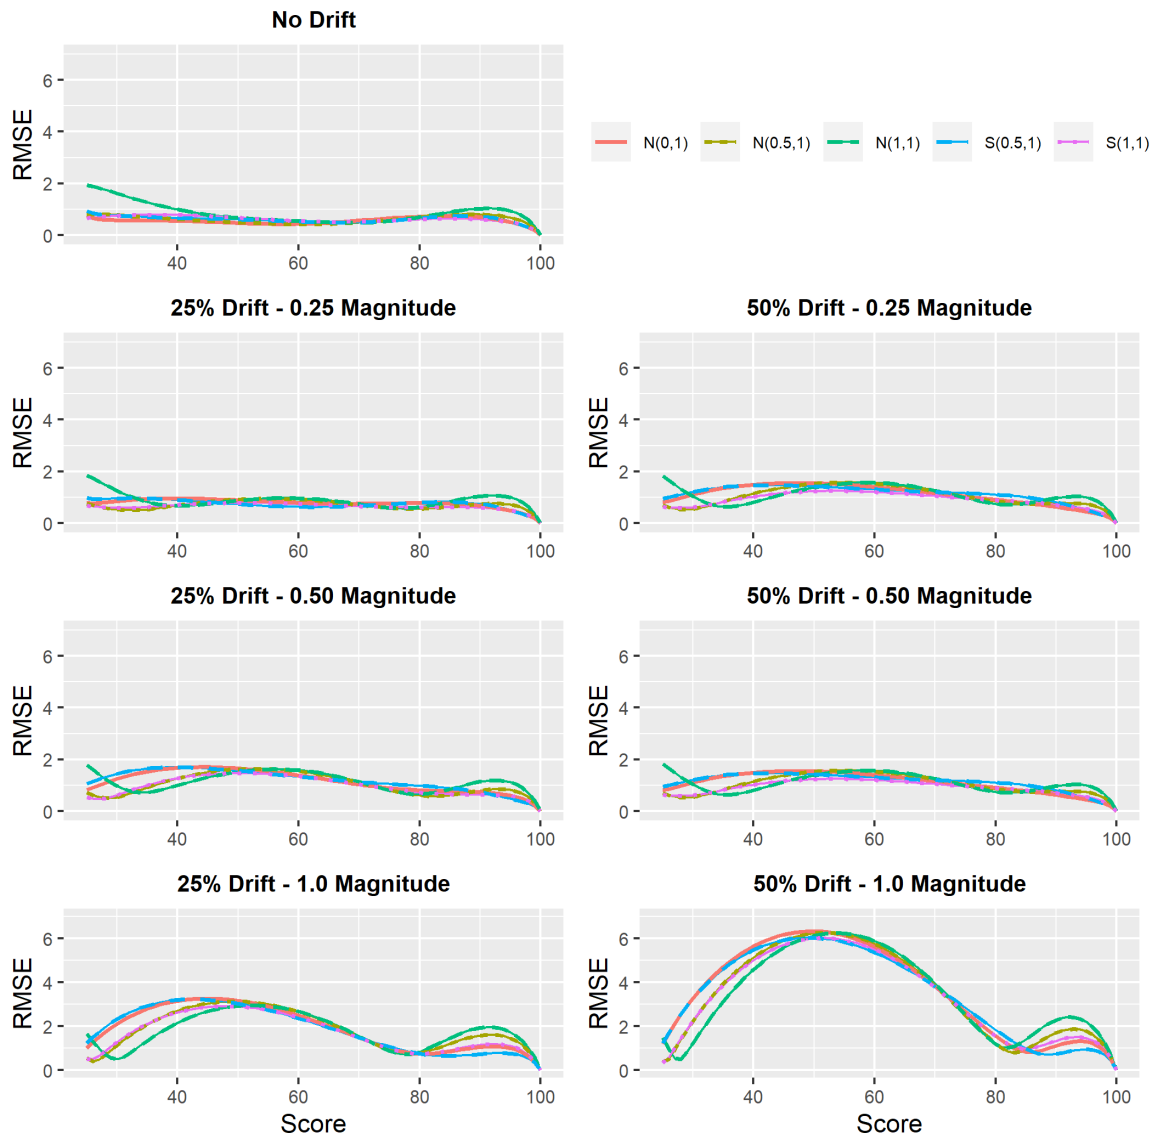 No Drift
RMSE
6
4
2
0
40 60 80 100
N(0,1) N(0.5,1) N(1,1) S(0.5,1) S(1,1)
25% Drift - 0.25 Magnitude
RMSE
6
4
2
0
40 60 80 100
50% Drift - 0.25 Magnitude
RMSE
6
4
2
0
40 60 80 100
25% Drift - 0.50 Magnitude
RMSE
6
4
2
0
40 60 80 100
50% Drift - 0.50 Magnitude
RMSE
6
4
2
0
40 60 80 100
25% Drift - 1.0 Magnitude
RMSE
6
4
2
0
40 60 80 100
Score
50% Drift - 1.0 Magnitude
RMSE
6
4
2
0
40 60 80 100
Score